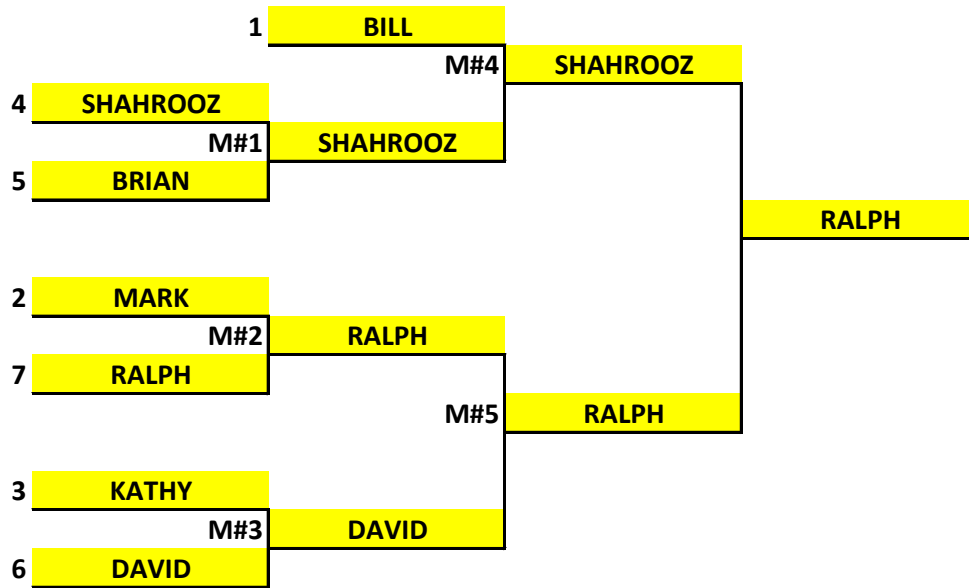 1 BILL
M#4 SHAHROOZ
4 SHAHROOZ
M#1 SHAHROOZ
5 BRIAN
RALPH
2 MARK
M#2 RALPH
7 RALPH
M#5 RALPH
3 KATHY
M#3 DAVID
6 DAVID